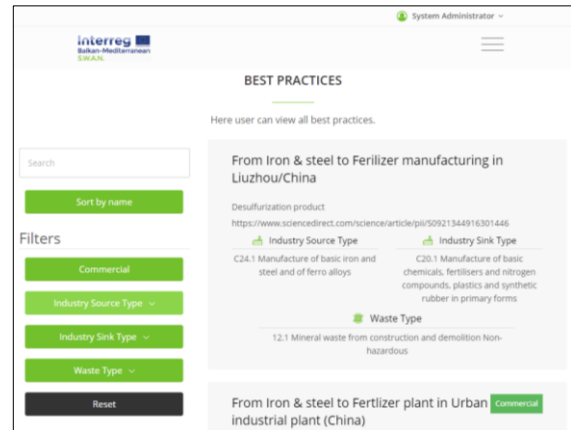 System Administrator
Interreg
Balkan-Mediterranean
S.W.AN.
BEST PRACTICES
Here user can view all best practices.
Search
Sort by name
Filters
Commercial
Industry Source Type
Industry Sink Type
Waste Type
Reset
From Iron & steel to Ferilizer manufacturing in
Liuzhou/China
Desulfurization product
https://www.sciencedirect.com/science/article/pii/S0921344916301446
Industry Source Type
C24.1 Manufacture of basic iron and
steel and of ferro alloys
Industry Sink Type
C20.1 Manufacture of basic
chemicals, fertilisers and nitrogen
compounds, plastics and synthetic
rubber in primary forms
Waste Type
12.1 Mineral waste from construction and demolition Non-
hazardous
From Iron & steel to Fertlizer plant in Urban
industrial plant (China)
Commercial